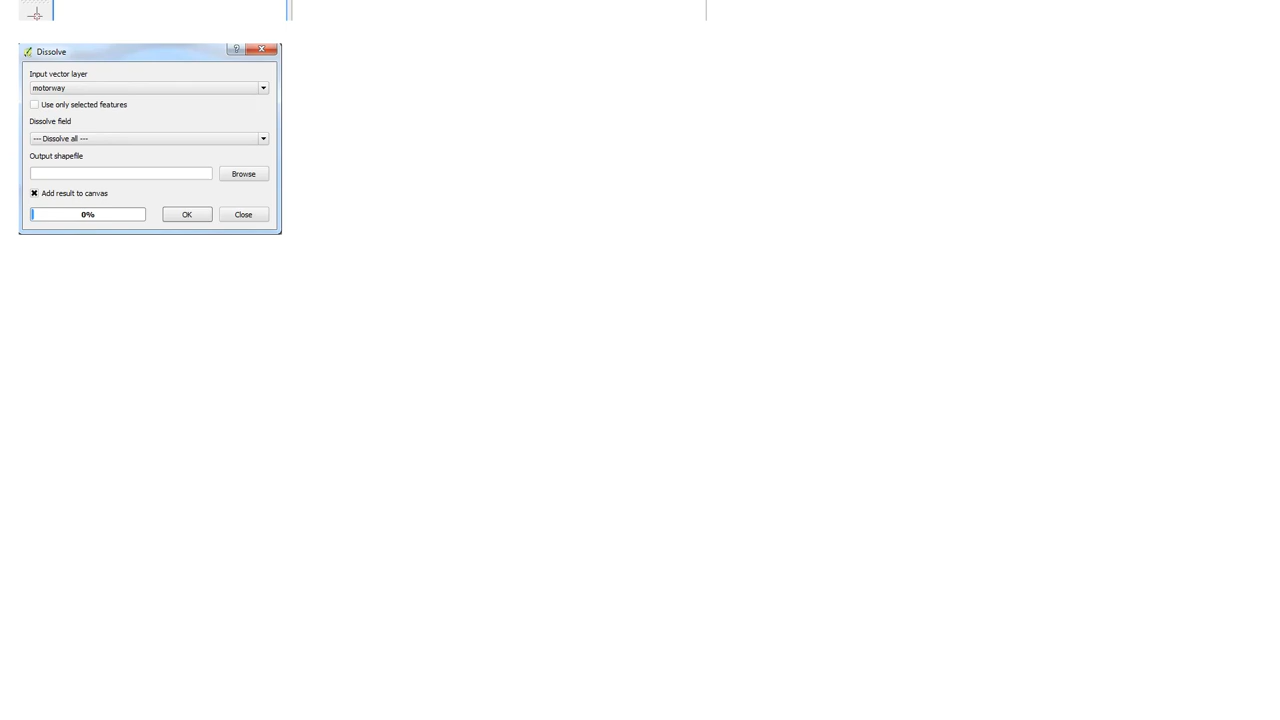 Dissolve
Input vector layer
motorway
Use only selected features
Dissolve field
--- Dissolve all ---
Output shapefile
Browse
Add result to canvas
0% OK Close